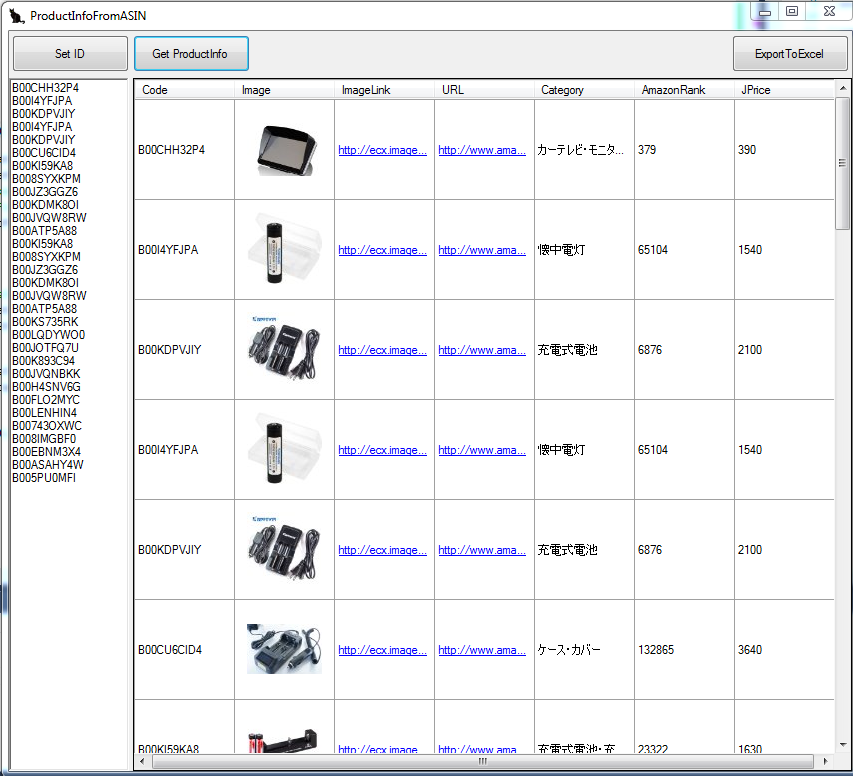 ProductInfoFromASIN
Set ID
Get ProductInfo
ExportToExcel
B00CHH32P4
B00I4YFJPA
B00KDPVJIY
B00I4YFJPA
B00KDPVJIY
B00CU6CID4
B00KI59KA8
B008SYXKPM
B00JZ3GGZ6
B00KDMK8OI
B00JVQW8RW
B00ATP5A88
B00KI59KA8
B008SYXKPM
B00JZ3GGZ6
B00KDMK8OI
B00JVQW8RW
B00ATP5A88
B00KS735RK
B00LQDYWO0
B00JOTFQ7U
B00K893C94
B00JVQNBKK
B00H4SNV6G
B00FLO2MYC
B00LENHIN4
B00743OXWC
B008IMGBF0
B00EBNM3X4
B00ASAHY4W
B005PU0MFI
Code Image ImageLink URL Category AmazonRank JPrice
B00CHH32P4 http://ecx.image... http://www.ama... カーテレビ・モニタ... 379 390
B00I4YFJPA http://ecx.image... http://www.ama... 懐中電灯 65104 1540
B00KDPVJIY http://ecx.image... http://www.ama... 充電式電池 6876 2100
B00I4YFJPA http://ecx.image... http://www.ama... 懐中電灯 65104 1540
B00KDPVJIY http://ecx.image... http://www.ama... 充電式電池 6876 2100
B00CU6CID4 http://ecx.image... http://www.ama... ケース・カバー 132865 3640
B00KI59KA8 http://ecx.image... http://www.ama... 充電式電池・充 23322 1630